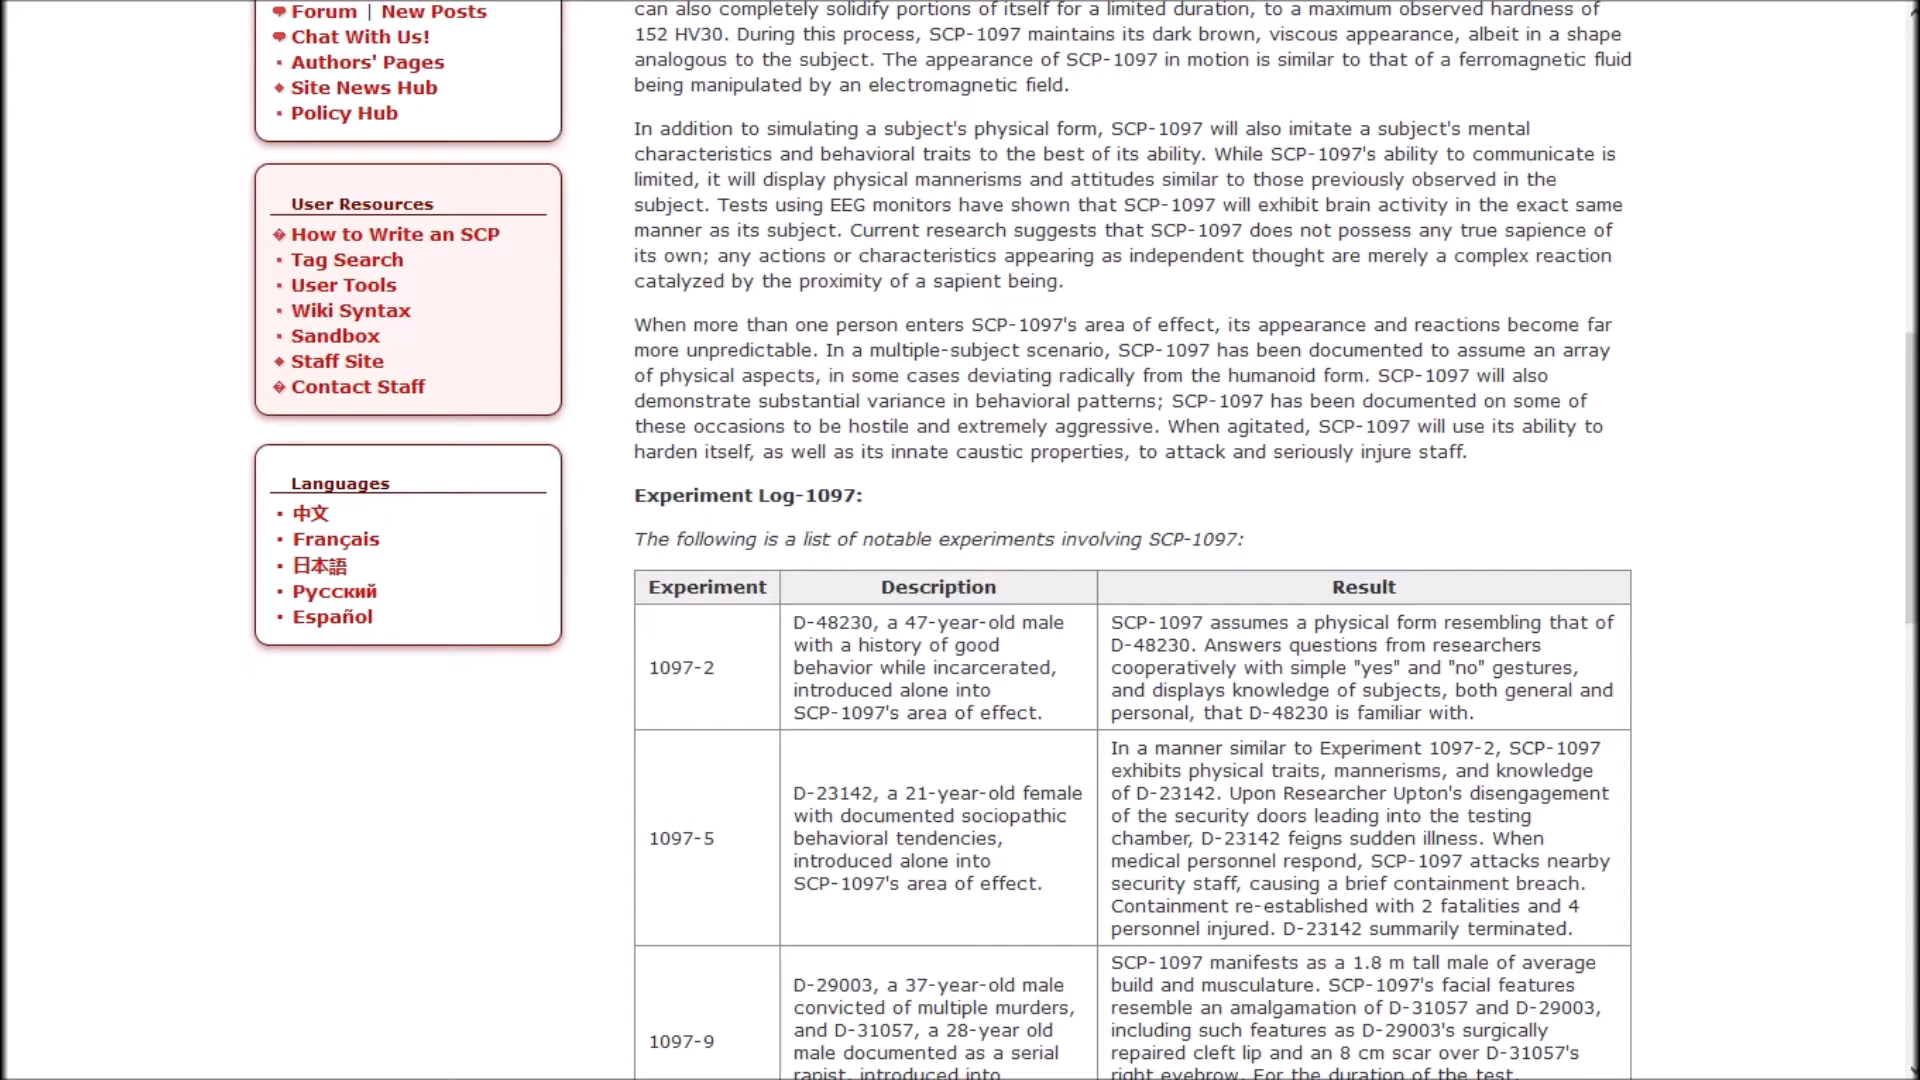 Forum | New Posts
Chat With Us!
Authors' Pages
Site News Hub
Policy Hub
User Resources
How to Write an SCP
Tag Search
User Tools
Wiki Syntax
Sandbox
Staff Site
Contact Staff
Languages
中文
Français
日本語
Русский
Español
can also completely solidify portions of itself for a limited duration, to a maximum observed hardness of
152 HV30. During this process, SCP-1097 maintains its dark brown, viscous appearance, albeit in a shape
analogous to the subject. The appearance of SCP-1097 in motion is similar to that of a ferromagnetic fluid
being manipulated by an electromagnetic field.
In addition to simulating a subject's physical form, SCP-1097 will also imitate a subject's mental
characteristics and behavioral traits to the best of its ability. While SCP-1097's ability to communicate is
limited, it will display physical mannerisms and attitudes similar to those previously observed in the
subject. Tests using EEG monitors have shown that SCP-1097 will exhibit brain activity in the exact same
manner as its subject. Current research suggests that SCP-1097 does not possess any true sapience of
its own; any actions or characteristics appearing as independent thought are merely a complex reaction
catalyzed by the proximity of a sapient being.
When more than one person enters SCP-1097's area of effect, its appearance and reactions become far
more unpredictable. In a multiple-subject scenario, SCP-1097 has been documented to assume an array
of physical aspects, in some cases deviating radically from the humanoid form. SCP-1097 will also
demonstrate substantial variance in behavioral patterns; SCP-1097 has been documented on some of
these occasions to be hostile and extremely aggressive. When agitated, SCP-1097 will use its ability to
harden itself, as well as its innate caustic properties, to attack and seriously injure staff.
Experiment Log-1097:
The following is a list of notable experiments involving SCP-1097:
Experiment
Description
Result
1097-2
D-48230, a 47-year-old male
with a history of good
behavior while incarcerated,
introduced alone into
SCP-1097's area of effect.
SCP-1097 assumes a physical form resembling that of
D-48230. Answers questions from researchers
cooperatively with simple "yes" and "no" gestures,
and displays knowledge of subjects, both general and
personal, that D-48230 is familiar with.
1097-5
D-23142, a 21-year-old female
with documented sociopathic
behavioral tendencies,
introduced alone into
SCP-1097's area of effect.
In a manner similar to Experiment 1097-2, SCP-1097
exhibits physical traits, mannerisms, and knowledge
of D-23142. Upon Researcher Upton's disengagement
of the security doors leading into the testing
chamber, D-23142 feigns sudden illness. When
medical personnel respond, SCP-1097 attacks nearby
security staff, causing a brief containment breach.
Containment re-established with 2 fatalities and 4
personnel injured. D-23142 summarily terminated.
1097-9
D-29003, a 37-year-old male
convicted of multiple murders,
and D-31057, a 28-year old
male documented as a serial
rapist, introduced into
SCP-1097 manifests as a 1.8 m tall male of average
build and musculature. SCP-1097's facial features
resemble an amalgamation of D-31057 and D-29003,
including such features as D-29003's surgically
repaired cleft lip and an 8 cm scar over D-31057's
right eyebrow. For the duration of the test,